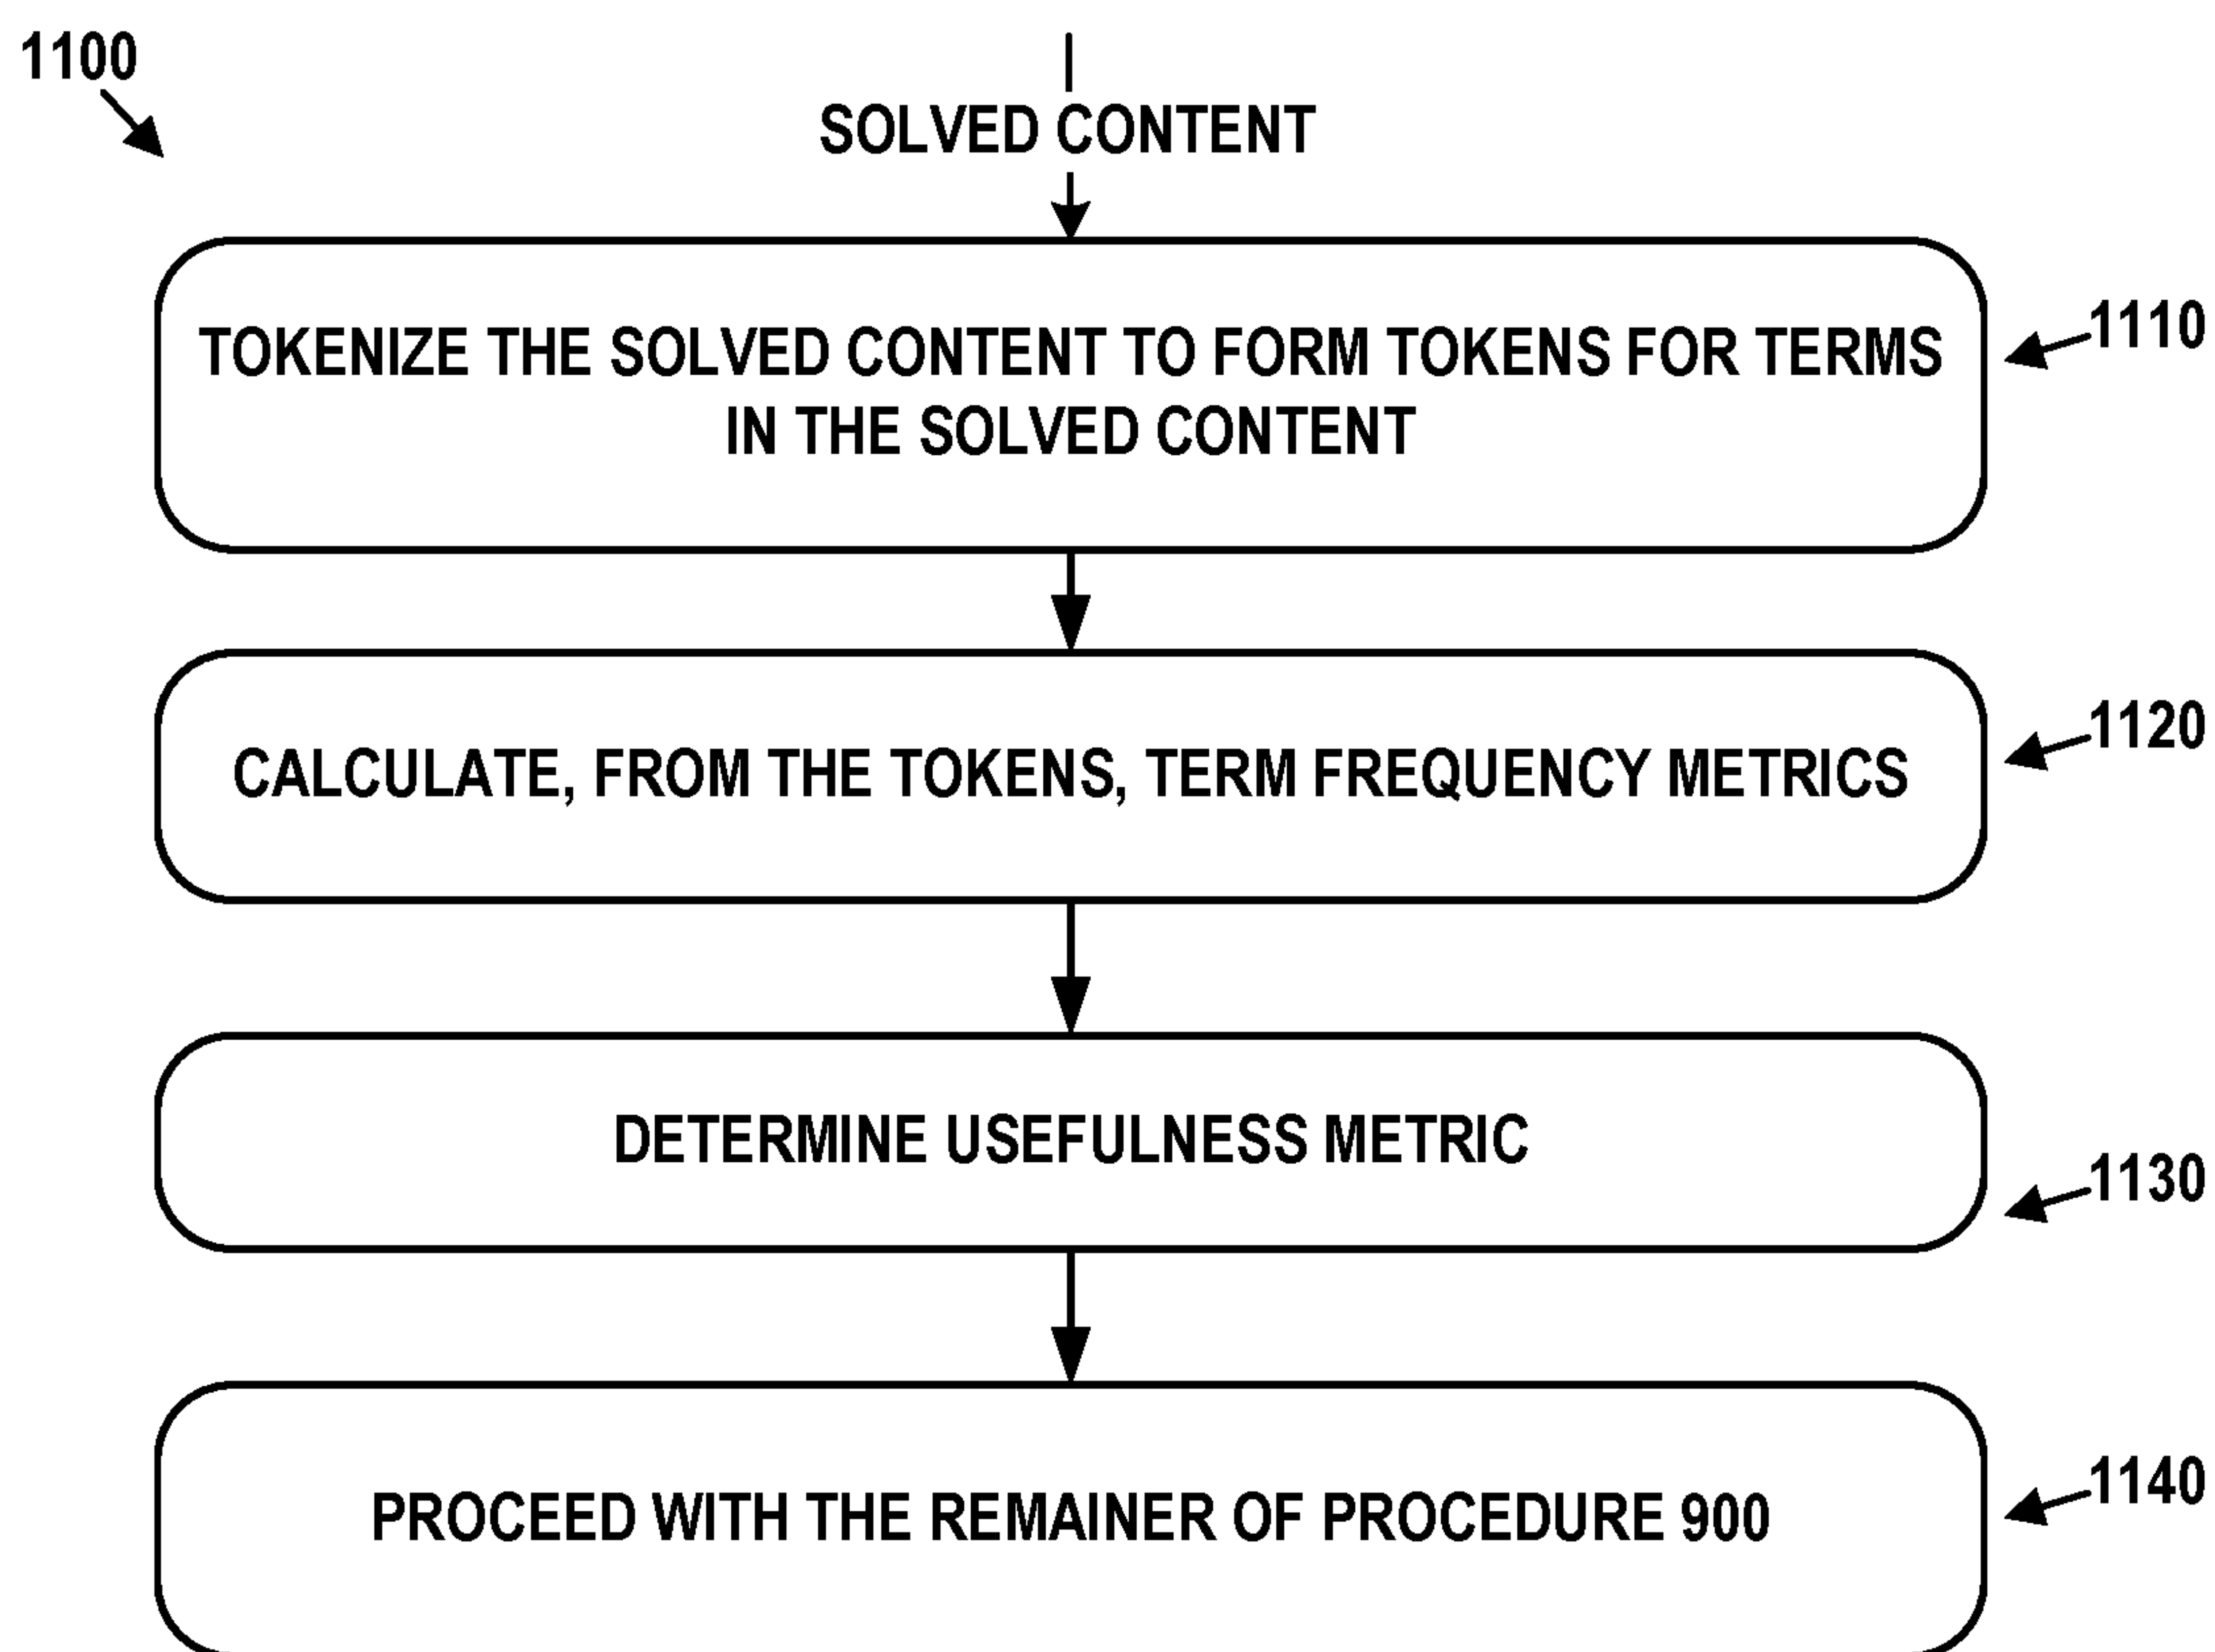 1100
SOLVED CONTENT
TOKENIZE THE SOLVED CONTENT TO FORM TOKENS FOR TERMS
IN THE SOLVED CONTENT
1110
CALCULATE, FROM THE TOKENS, TERM FREQUENCY METRICS
1120
DETERMINE USEFULNESS METRIC
1130
PROCEED WITH THE REMAINER OF PROCEDURE 900
1140